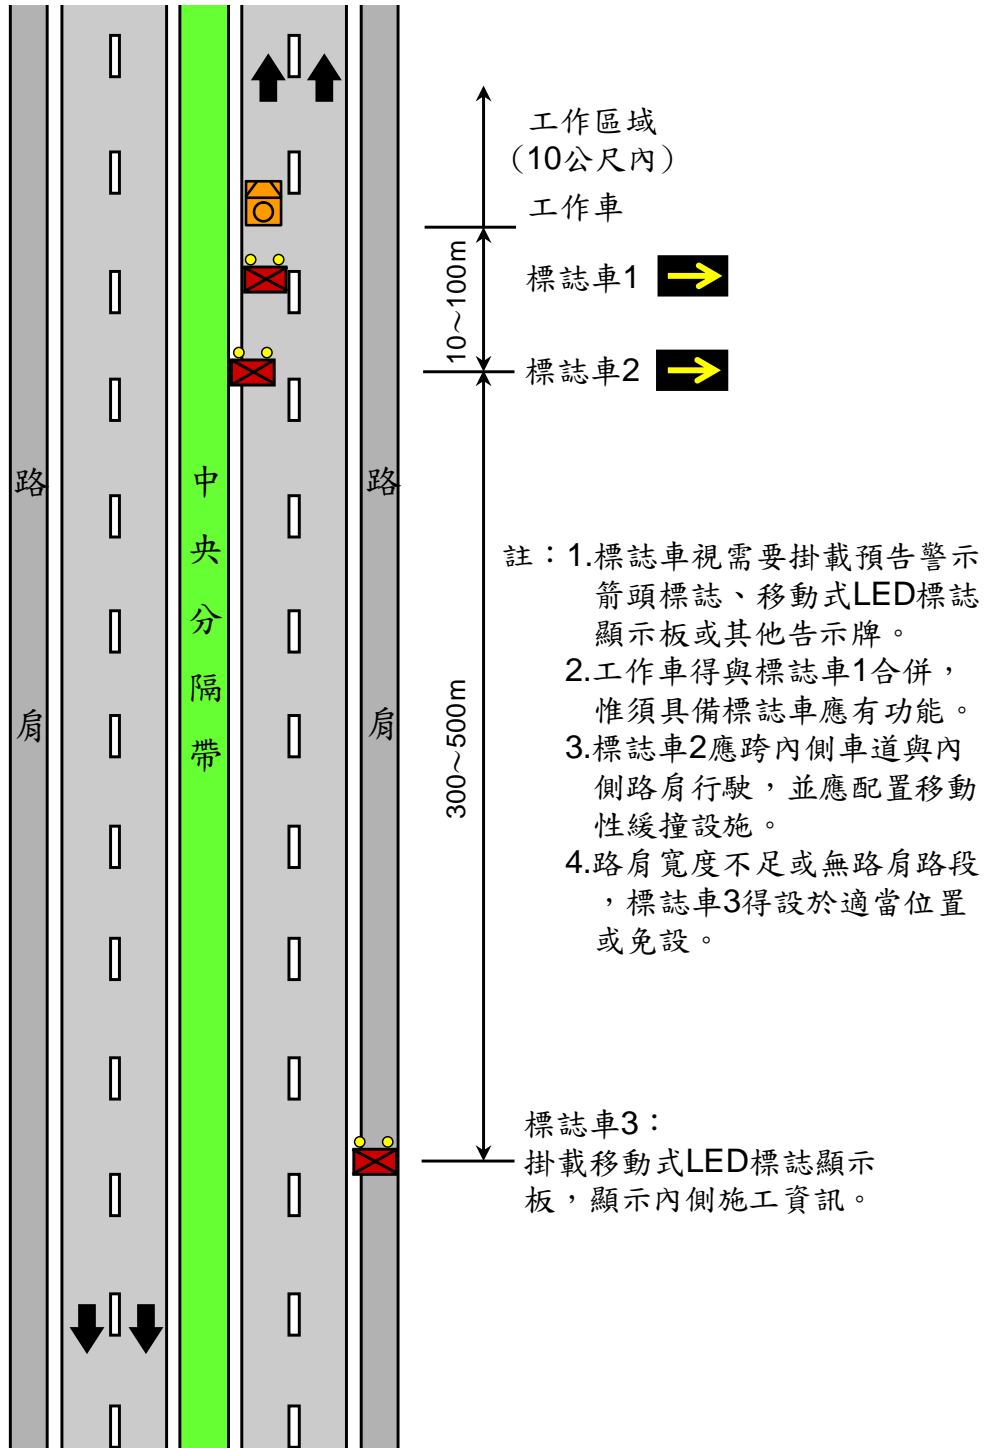 工作區域
（10公尺內）
工作車
標誌車1
標誌車2
10～100m
300～500m
路肩
中央分隔帶
路肩
註：1.標誌車視需要掛載預告警示
箭頭標誌、移動式LED標誌
顯示板或其他告示牌。
2.工作車得與標誌車1合併，
惟須具備標誌車應有功能。
3.標誌車2應跨內側車道與內
側路肩行駛，並應配置移動
性緩撞設施。
4.路肩寬度不足或無路肩路段
，標誌車3得設於適當位置
或免設。
標誌車3：
掛載移動式LED標誌顯示
板，顯示內側施工資訊。